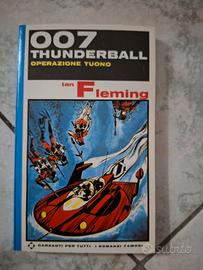 007
THUNDERBALL
OPERAZIONE TUONO
Ian Fleming
GARZANTI PER TUTTI · I ROMANZI FAMOSI
subito